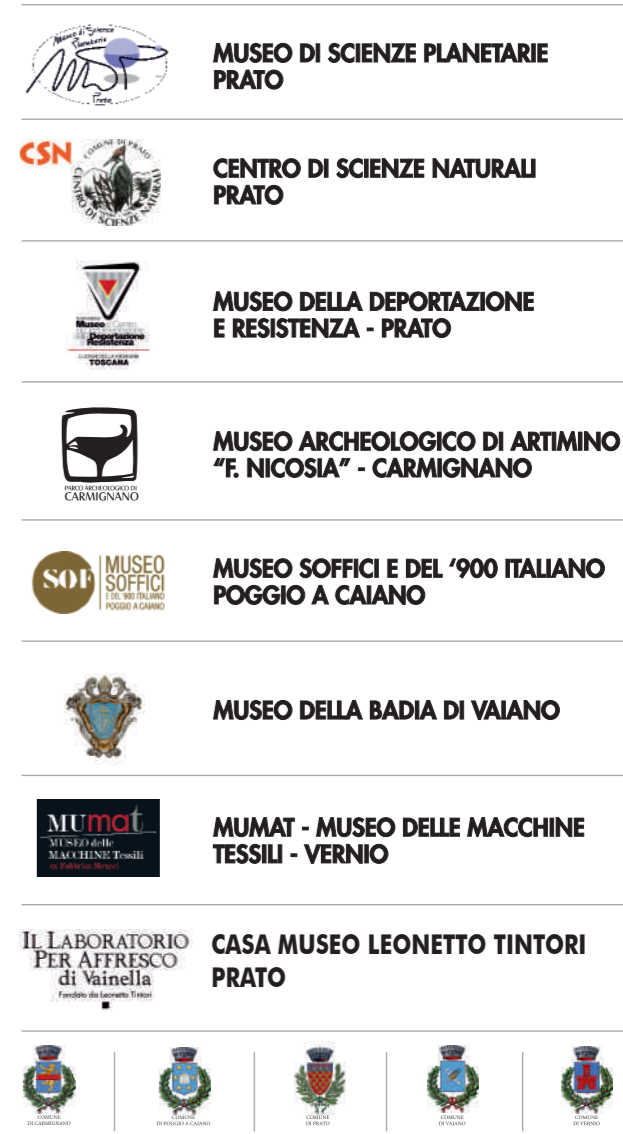 Museo di Scienze
Planetarie
Prato
MUSEO DI SCIENZE PLANETARIE
PRATO
CSN
COMUNE DI PRATO
CENTRO DI SCIENZE NATURALI
CENTRO DI SCIENZE NATURALI
PRATO
Museo e Centro
Deportazione
Resistenza
TOSCANA
MUSEO DELLA DEPORTAZIONE
E RESISTENZA - PRATO
PARCO ARCHEOLOGICO DI
CARMIGNANO
MUSEO ARCHEOLOGICO DI ARTIMINO
“F. NICOSIA” - CARMIGNANO
SOF
MUSEO
SOFFICI
E DEL '900 ITALIANO
POGGIO A CAIANO
MUSEO SOFFICI E DEL ‘900 ITALIANO
POGGIO A CAIANO
MUSEO DELLA BADIA DI VAIANO
MUmat
MUSEO delle
MACCHINE Tessili
ex Fabbrica Meucci
MUMAT - MUSEO DELLE MACCHINE
TESSILI - VERNIO
IL LABORATORIO
PER AFFRESCO
di Vainella
Fondato da Leonetto Tintori
CASA MUSEO LEONETTO TINTORI
PRATO
COMUNE
DI CARMIGNANO
COMUNE
DI POGGIO A CAIANO
COMUNE
DI PRATO
COMUNE
DI VAIANO
COMUNE
DI VERNIO